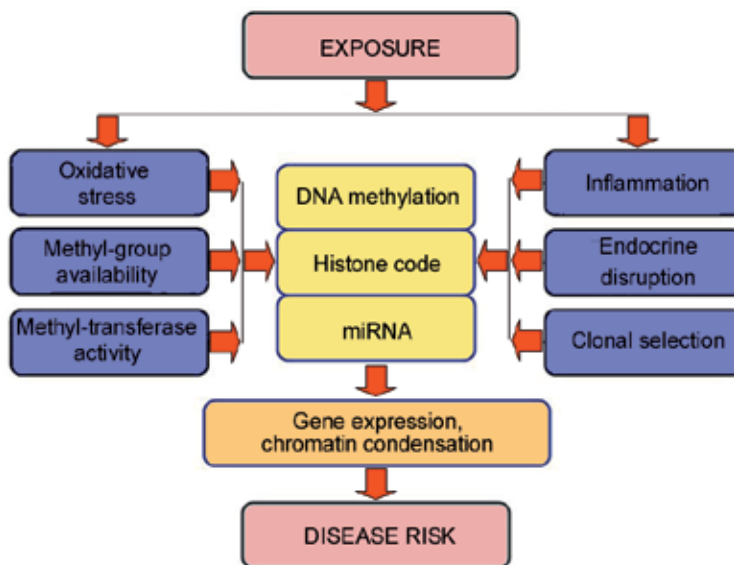 EXPOSURE
Oxidative
stress
Methyl-group
availability
Methyl-transferase
activity
DNA methylation
Histone code
miRNA
Inflammation
Endocrine
disruption
Clonal selection
Gene expression,
chromatin condensation
DISEASE RISK